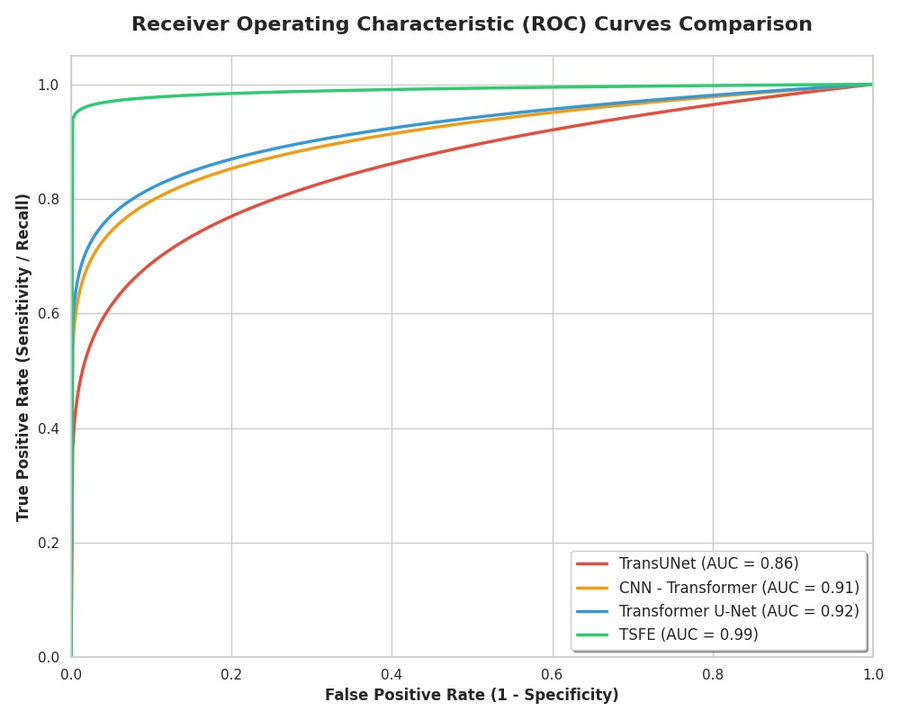 Receiver Operating Characteristic (ROC) Curves Comparison
True Positive Rate (Sensitivity / Recall)
1.0
0.8
0.6
0.4
0.2
0.0
TransUNet (AUC = 0.86)
CNN - Transformer (AUC = 0.91)
Transformer U-Net (AUC = 0.92)
TSFE (AUC = 0.99)
0.0 0.2 0.4 0.6 0.8 1.0
False Positive Rate (1 - Specificity)